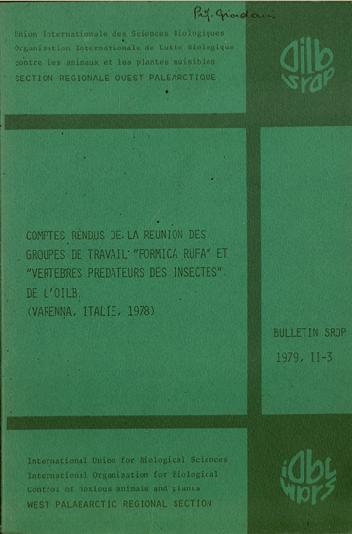 Prof. Giordani
Union Internationale des Sciences Biologiques
Organisation Internationale de Lutte Biologique
contre les animaux et les plantes nuisibles
SECTION REGIONALE OUEST PALEARCTIQUE
oilb
srop
COMPTES RENDUS DE LA REUNION DES
GROUPES DE TRAVAIL "FORMICA RUFA" ET
"VERTEBRES PREDATEURS DES INSECTES"
DE L'OILB
(VARENNA, ITALIE, 1978)
BULLETIN SROP
1979, II-3
International Union for Biological Sciences
International Organization for Biological
Control of Noxious animals and plants
WEST PALAEARCTIC REGIONAL SECTION
iobc
wprs